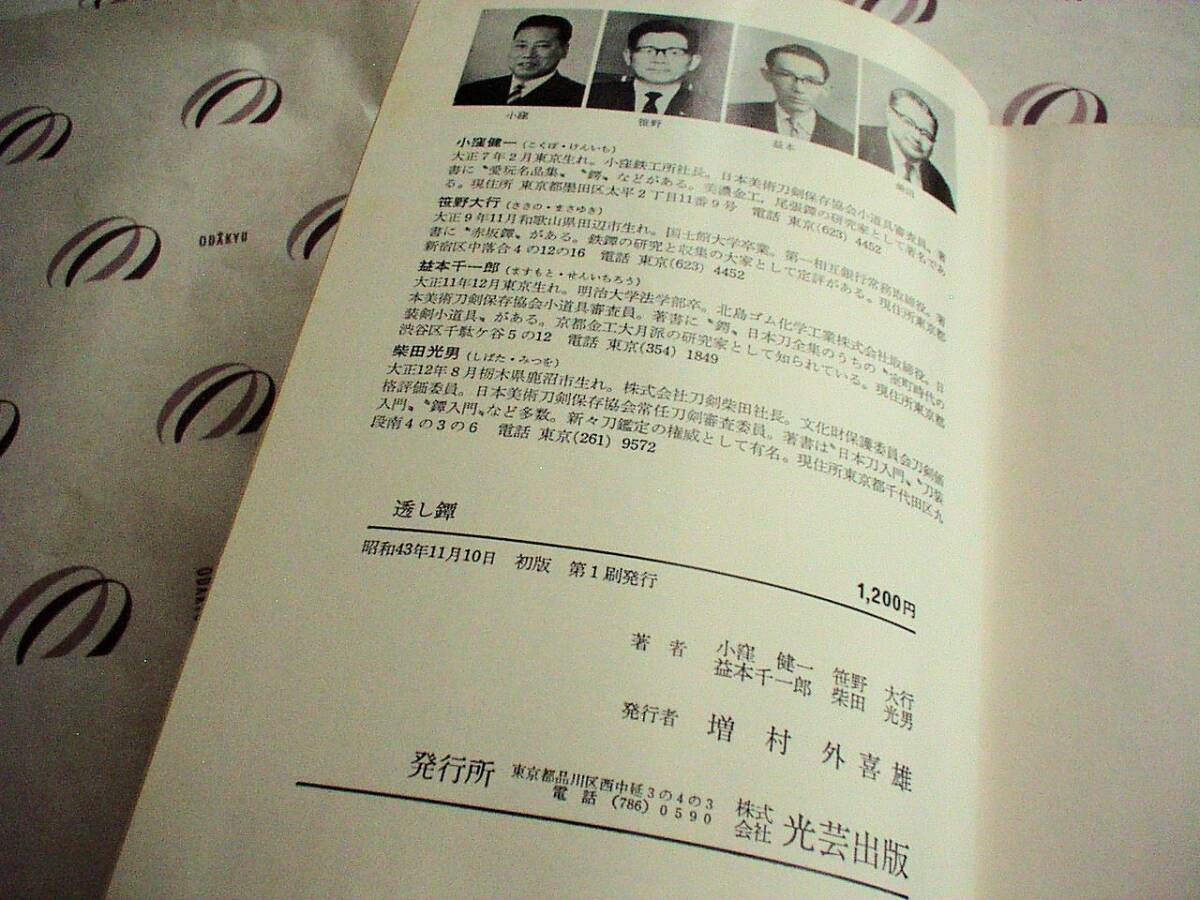 小窪
笹野
益本
柴田
小窪健一（こくぼ・けんいち）
大正7年2月東京生れ。小窪鉄工所社長。日本美術刀剣保存協会小道具審査員。著
書に〝愛玩名品集〟〝鍔〟などがある。美濃金工，尾張鐔の研究家として著名であ
る。現住所 東京都墨田区太平2丁目11番9号 電話 東京(623) 4452
笹野大行（ささの・まさゆき）
大正9年11月和歌山県田辺市生れ。国士館大学卒業。第一相互銀行常務取締役。著
書に〝赤坂鐔〟がある。鉄鐔の研究と収集の大家として定評がある。現住所東京都
新宿区中落合4の12の16 電話 東京(623) 4452
益本千一郎（ますもと・せんいちろう）
大正11年12月東京生れ。明治大学法学部卒。北島ゴム化学工業株式会社取締役。日
本美術刀剣保存協会小道具審査員。著書に〝鍔〟日本刀全集のうちの〝室町時代の
装剣小道具〟がある。京都金工大月派の研究家として知られている。現住所東京都
渋谷区千駄ケ谷5の12 電話 東京(354) 1849
柴田光男（しばた・みつを）
大正12年8月栃木県鹿沼市生れ。株式会社刀剣柴田社長。文化財保護委員会刀剣価
格評価委員。日本美術刀剣保存協会常任刀剣審査委員。著書は〝日本刀入門〟〝刀装
入門〟〝鐔入門〟など多数。新々刀鑑定の権威として有名。現住所東京都千代田区九
段南4の3の6 電話 東京(261) 9572
透し鐔
昭和43年11月10日 初版 第1刷発行
1,200円
著者 小窪 健一 笹野 大行
益本千一郎 柴田 光男
発行者 増村外喜雄
発行所 東京都品川区西中延3の4の3 株式会社 光芸出版
電話 (786) 0590
ODAKYU
ODAKYU